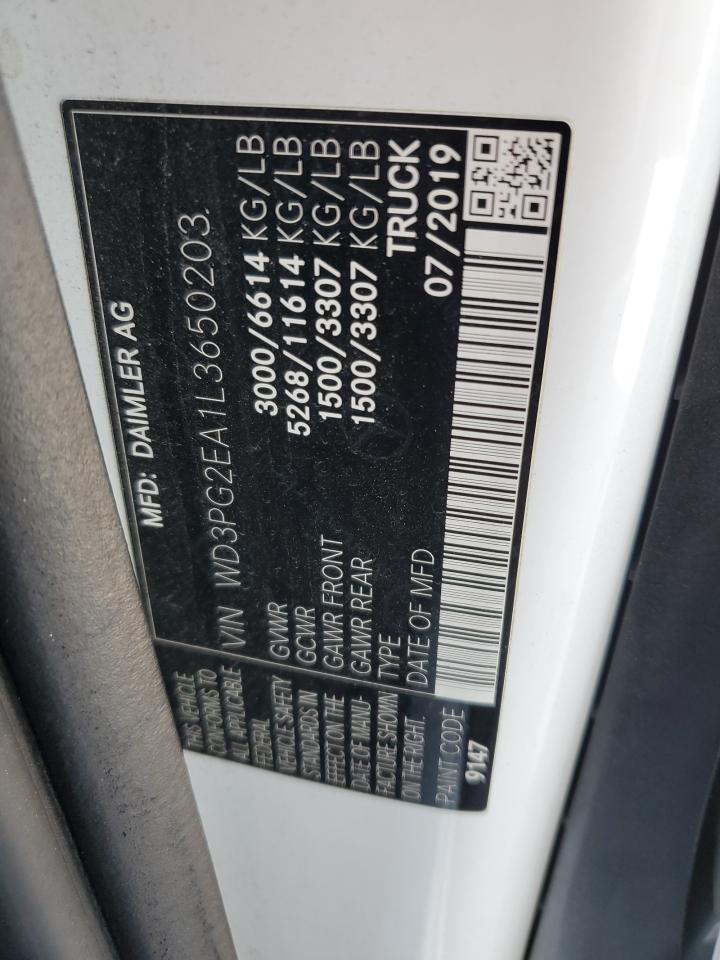 MFD: DAIMLER AG
VIN WD3PG2EA1L3650203
GVWR 3000/6614 KG/LB
GCWR 5268/11614 KG/LB
GAWR FRONT 1500/3307 KG/LB
GAWR REAR 1500/3307 KG/LB
TYPE TRUCK
DATE OF MFD 07/2019
THIS VEHICLE
CONFORMS TO
ALL APPLICABLE
FEDERAL
VEHICLE SAFETY
STANDARDS IN
EFFECT ON THE
DATE OF MANU-
FACTURE SHOWN
ON THE RIGHT.
PAINT CODE
9147